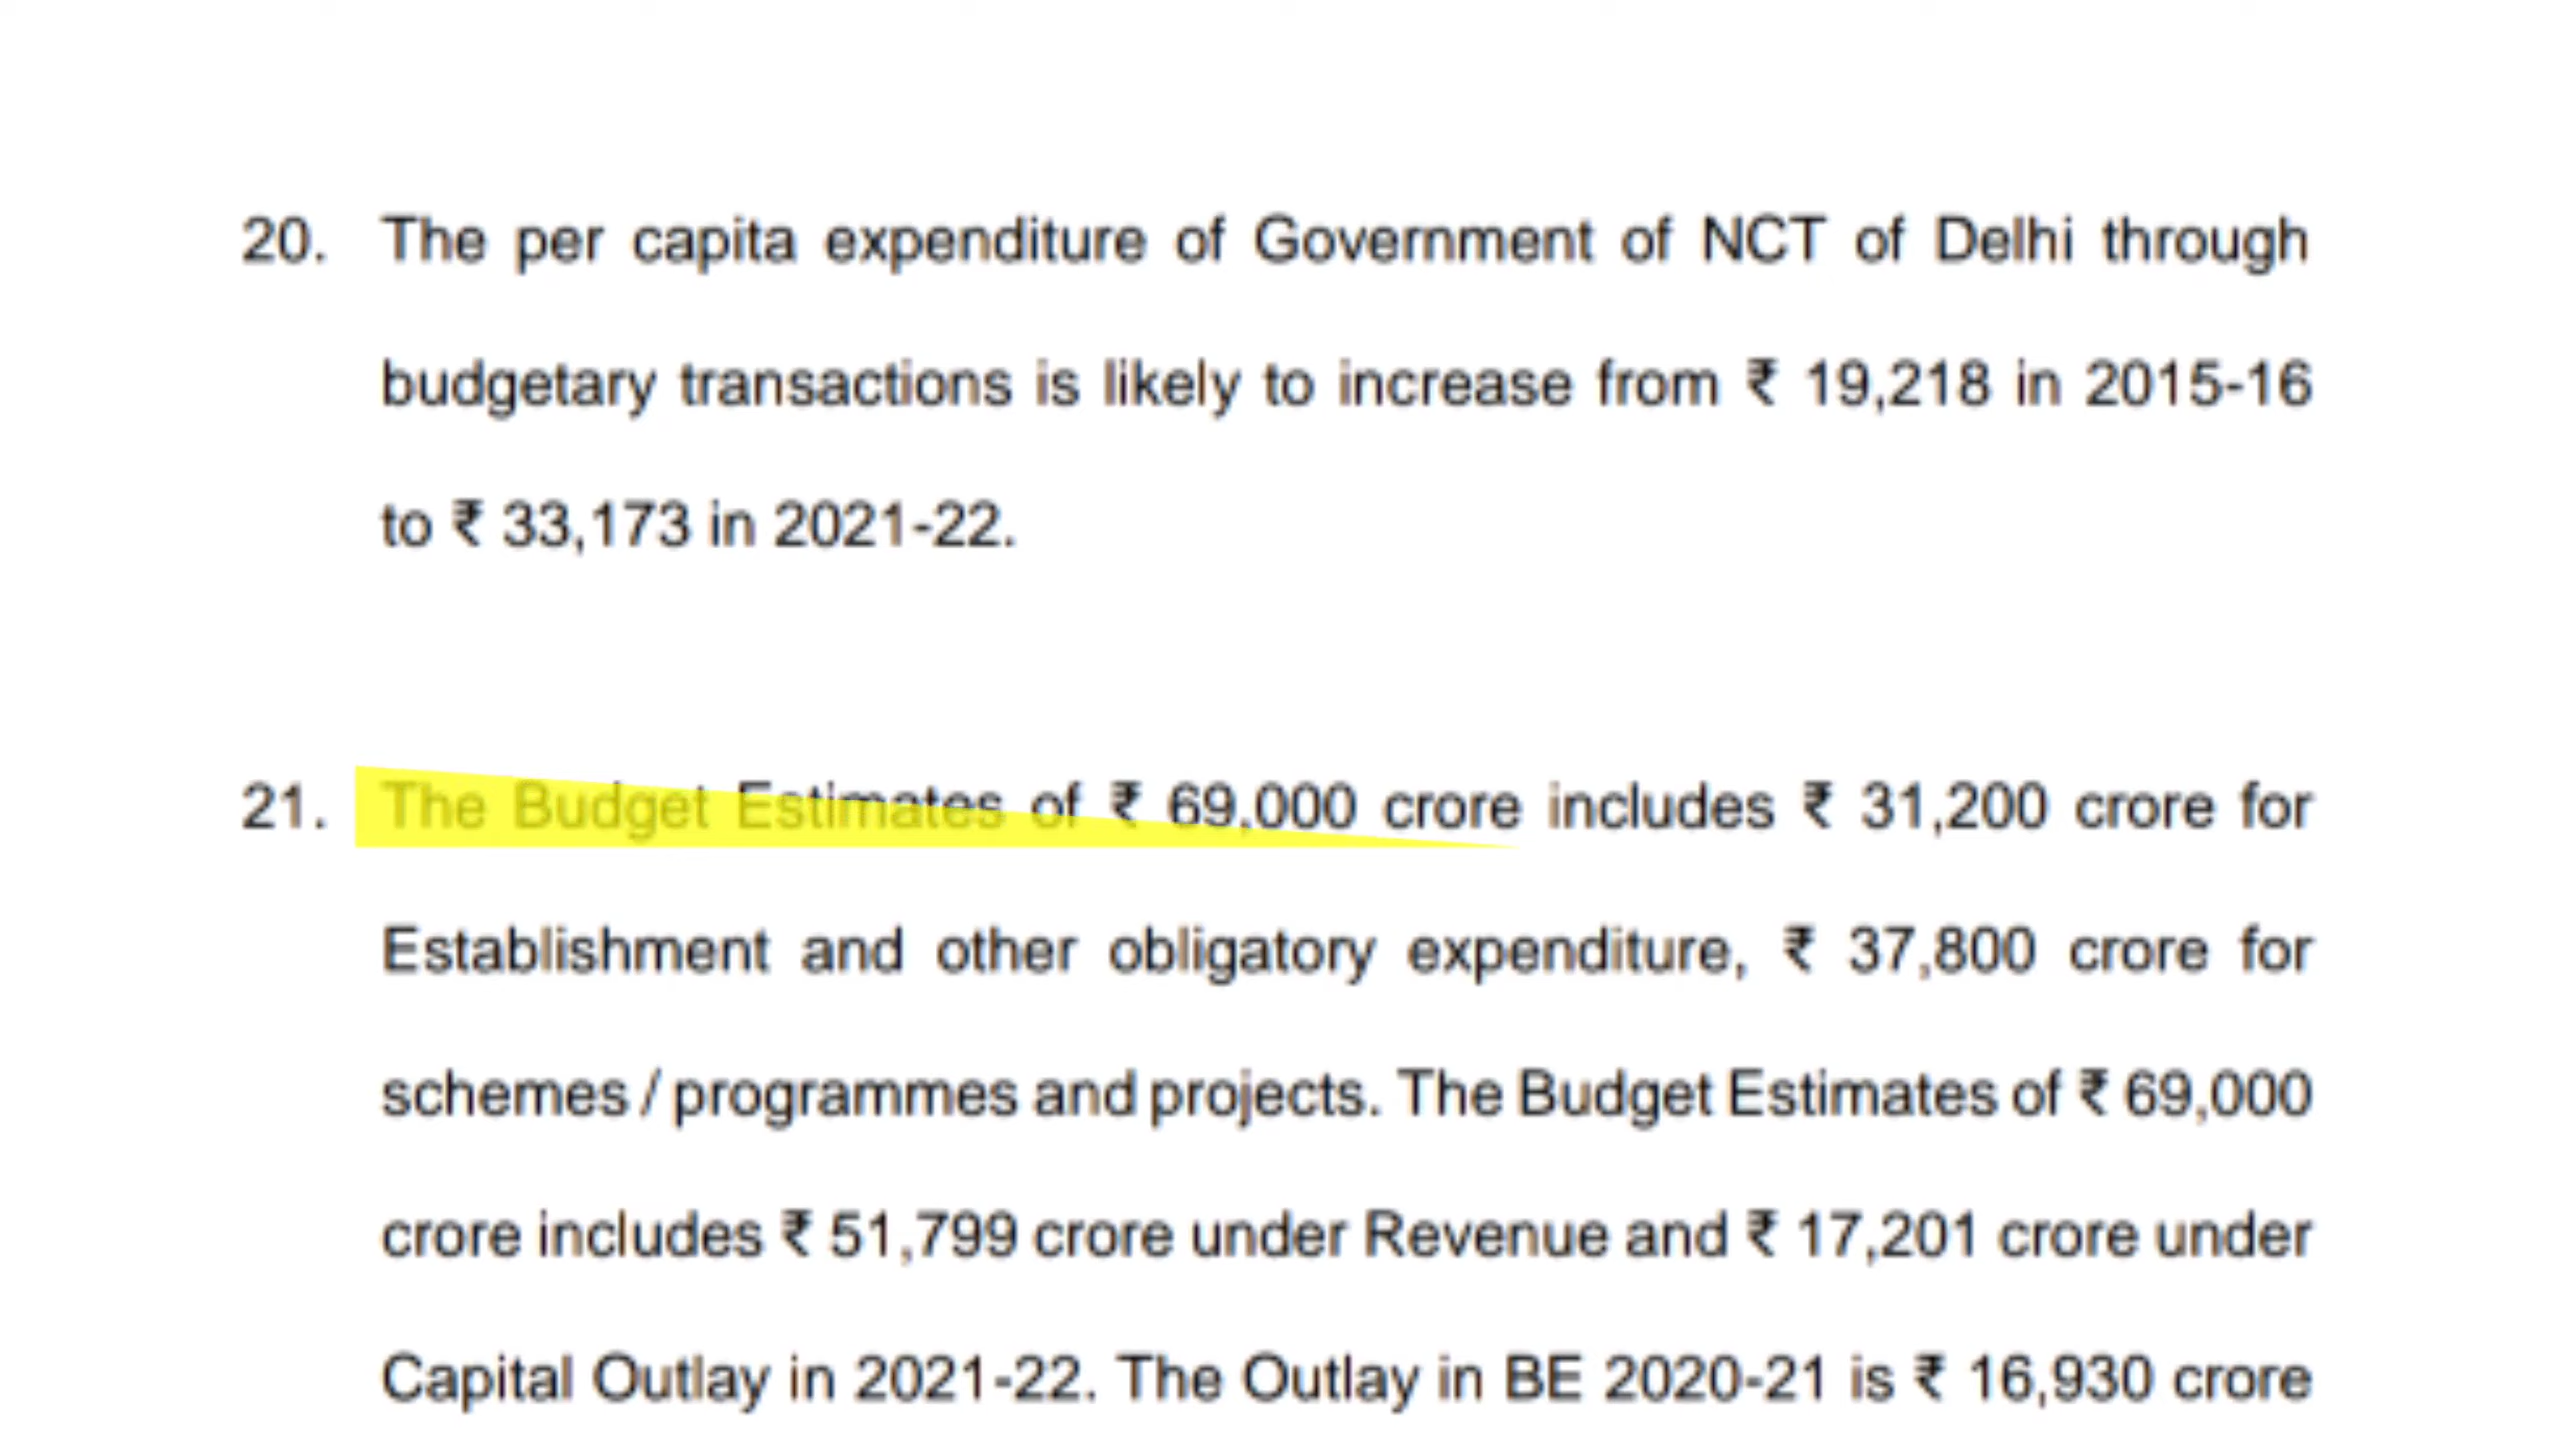 20. The per capita expenditure of Government of NCT of Delhi through
budgetary transactions is likely to increase from ₹ 19,218 in 2015-16
to ₹ 33,173 in 2021-22.
21. The Budget Estimates of ₹ 69,000 crore includes ₹ 31,200 crore for
Establishment and other obligatory expenditure, ₹ 37,800 crore for
schemes / programmes and projects. The Budget Estimates of ₹ 69,000
crore includes ₹ 51,799 crore under Revenue and ₹ 17,201 crore under
Capital Outlay in 2021-22. The Outlay in BE 2020-21 is ₹ 16,930 crore